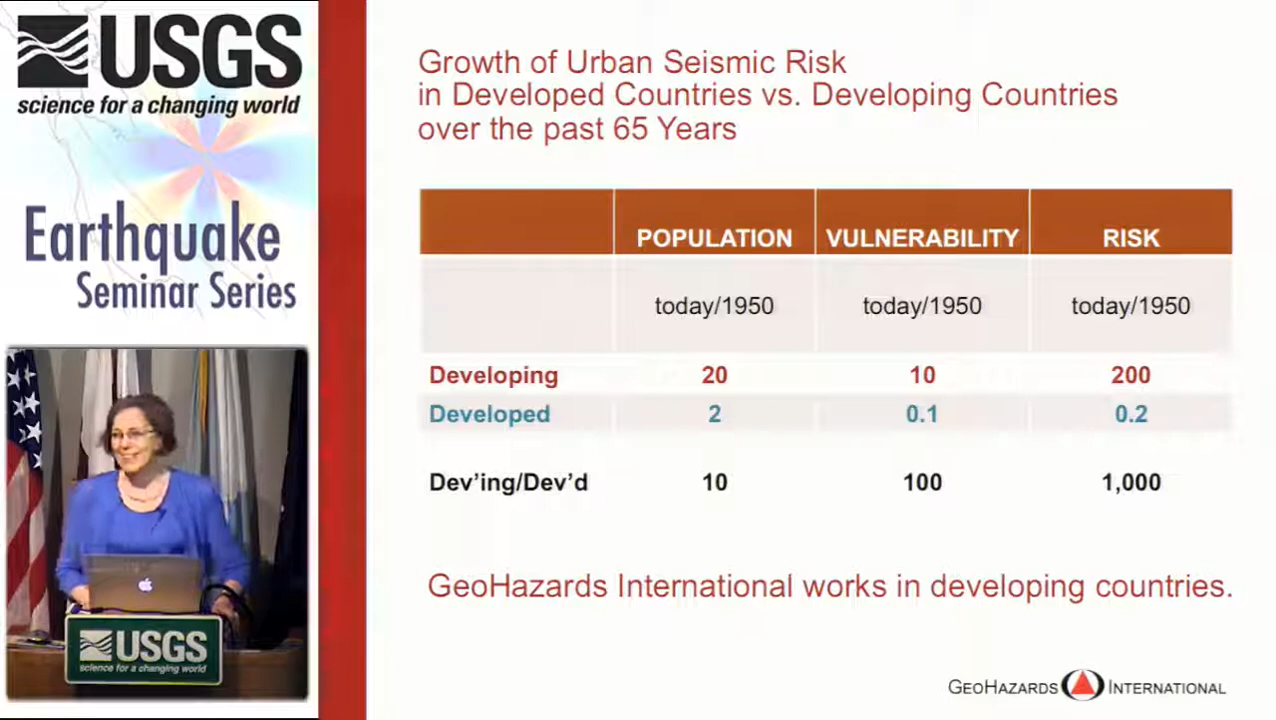 USGS
science for a changing world
Earthquake
Seminar Series
USGS
science for a changing world
Growth of Urban Seismic Risk
in Developed Countries vs. Developing Countries
over the past 65 Years
POPULATION VULNERABILITY RISK
today/1950 today/1950 today/1950
Developing 20 10 200
Developed 2 0.1 0.2
Dev'ing/Dev'd 10 100 1,000
GeoHazards International works in developing countries.
GEOHAZARDS INTERNATIONAL